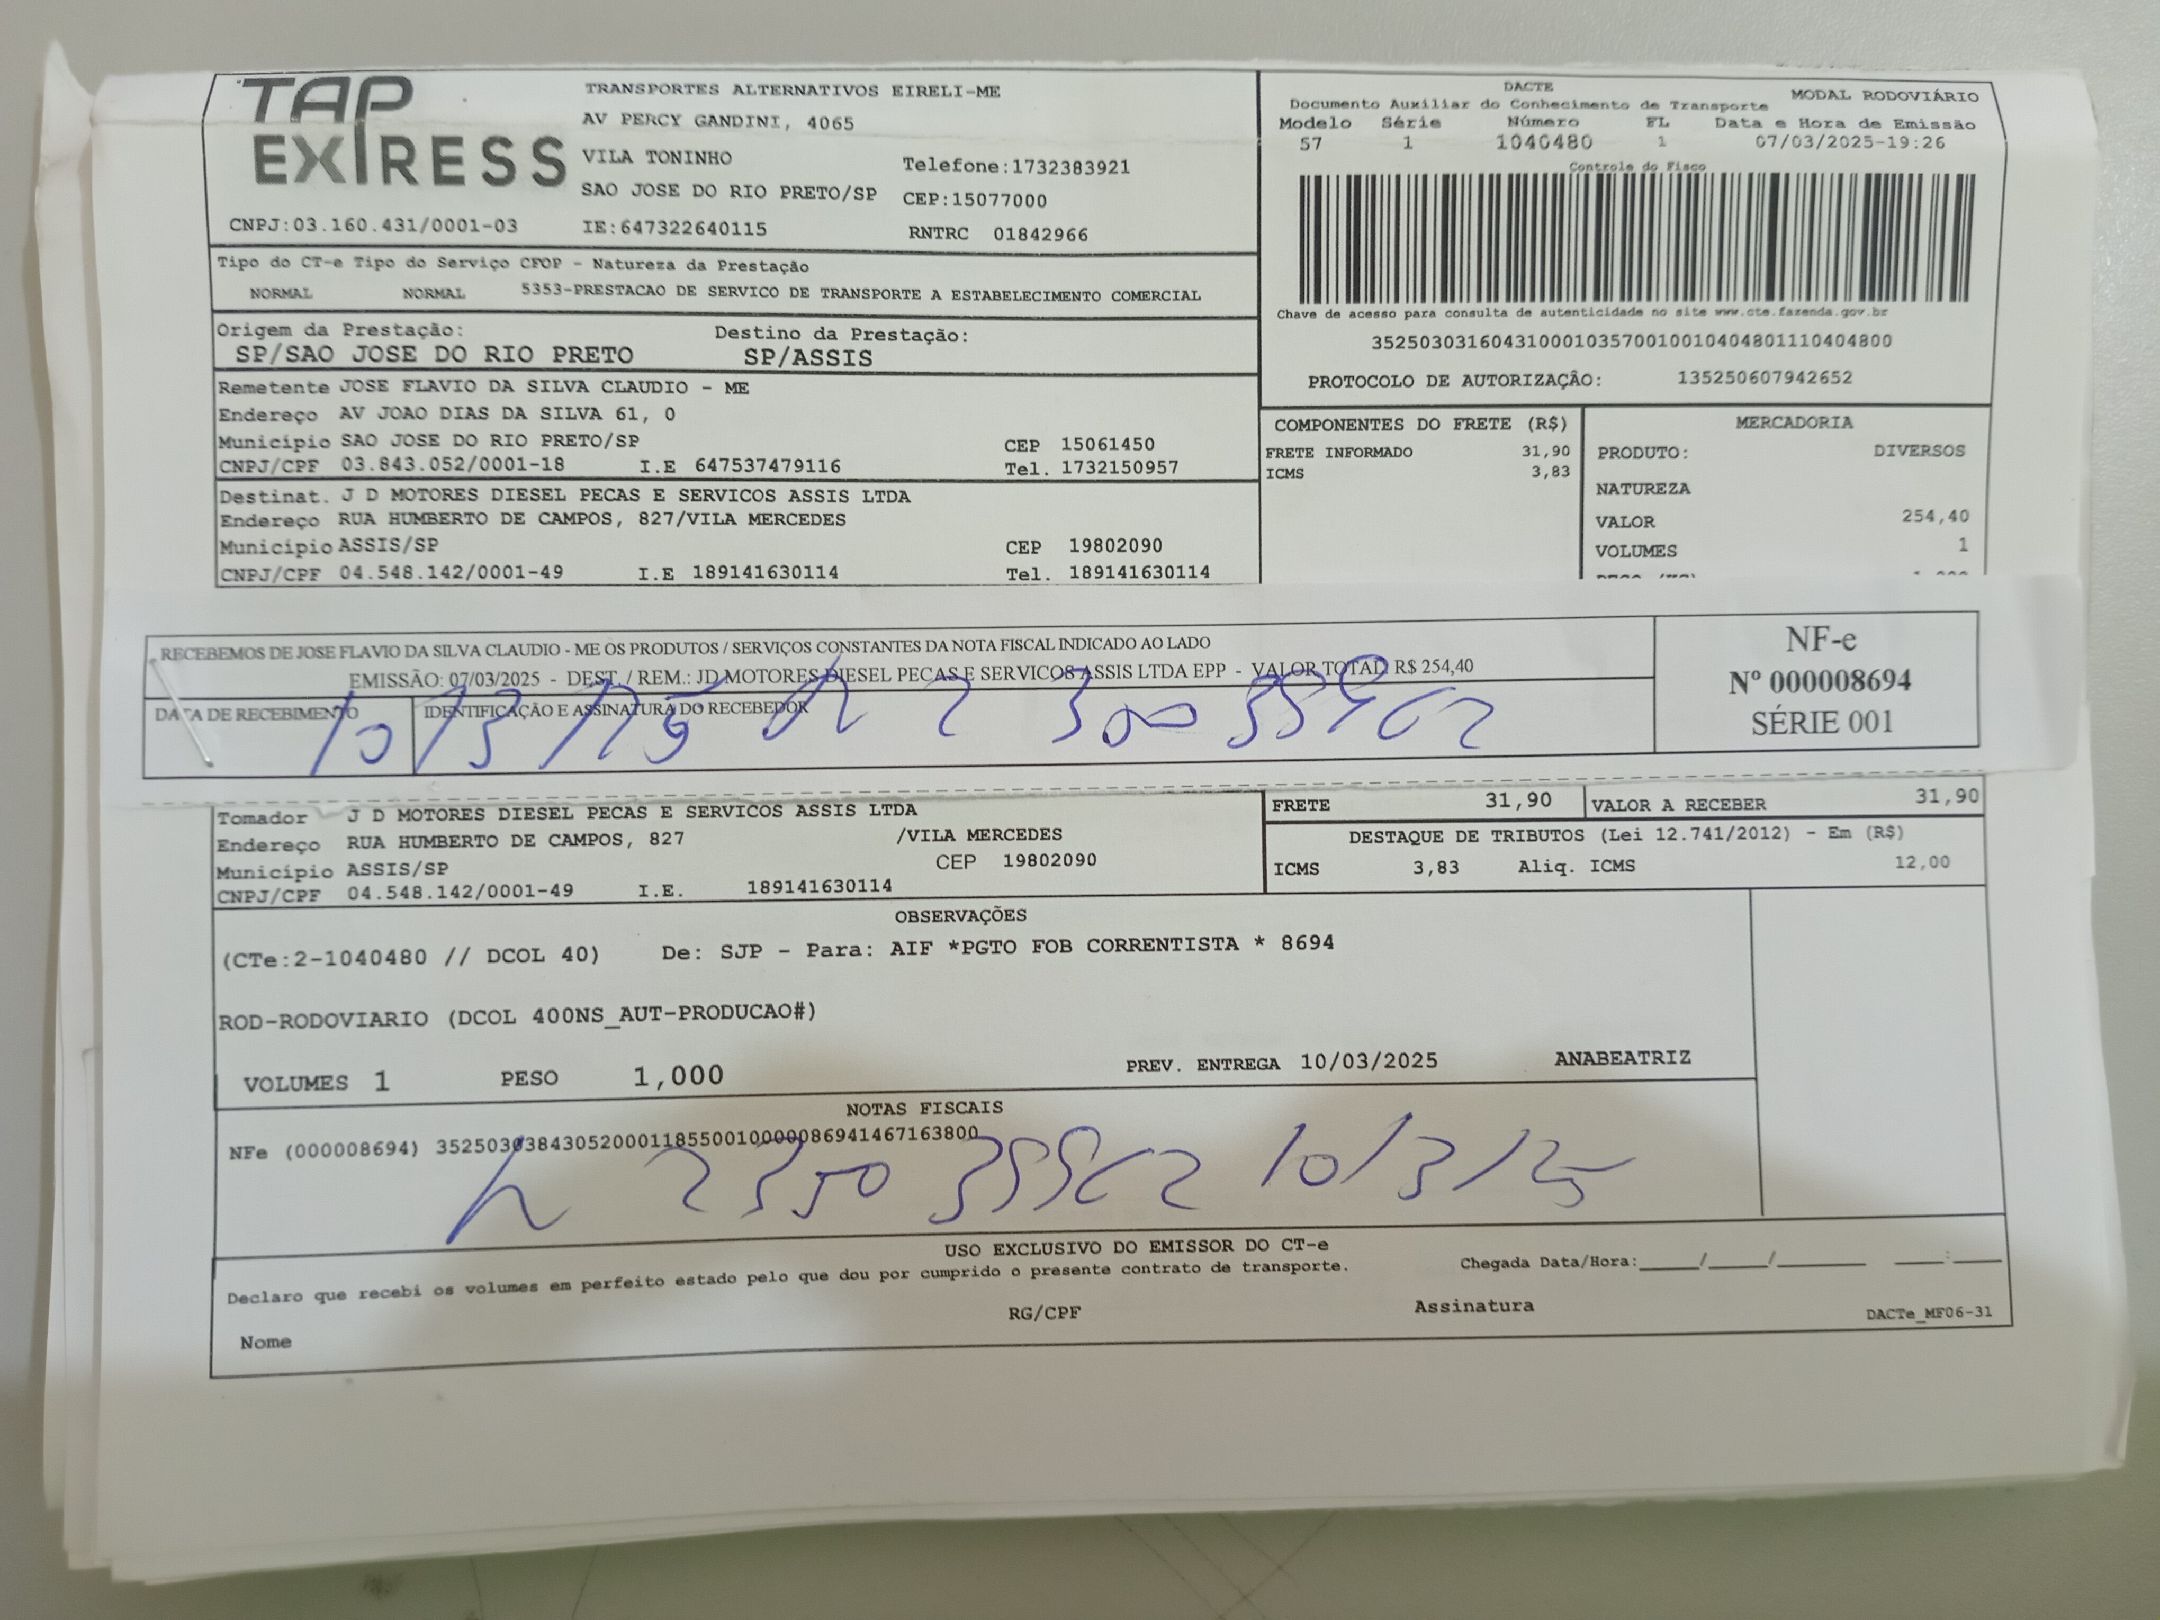 TAP
EXPRESS
TRANSPORTES ALTERNATIVOS EIRELI-ME
AV PERCY GANDINI, 4065
VILA TONINHO
Telefone:1732383921
SAO JOSE DO RIO PRETO/SP
CEP:15077000
CNPJ:03.160.431/0001-03
IE:647322640115
RNTRC 01842966
DACTE
MODAL RODOVIÁRIO
Documento Auxiliar do Conhecimento de Transporte
Modelo Série Número FL Data e Hora de Emissão
57 1 1040480 1 07/03/2025-19:26
Controle do Fisco
Chave de acesso para consulta de autenticidade no site www.cte.fazenda.gov.br
35250303160431000103570010010404801110404800
PROTOCOLO DE AUTORIZAÇÃO: 135250607942652
Tipo do CT-e Tipo do Serviço CFOP - Natureza da Prestação
NORMAL NORMAL 5353-PRESTACAO DE SERVICO DE TRANSPORTE A ESTABELECIMENTO COMERCIAL
Origem da Prestação: Destino da Prestação:
SP/SAO JOSE DO RIO PRETO SP/ASSIS
Remetente JOSE FLAVIO DA SILVA CLAUDIO - ME
Endereço AV JOAO DIAS DA SILVA 61, 0
Município SAO JOSE DO RIO PRETO/SP CEP 15061450
CNPJ/CPF 03.843.052/0001-18 I.E 647537479116 Tel. 1732150957
Destinat. J D MOTORES DIESEL PECAS E SERVICOS ASSIS LTDA
Endereço RUA HUMBERTO DE CAMPOS, 827/VILA MERCEDES
Município ASSIS/SP CEP 19802090
CNPJ/CPF 04.548.142/0001-49 I.E 189141630114 Tel. 189141630114
COMPONENTES DO FRETE (R$)
FRETE INFORMADO 31,90
ICMS 3,83
MERCADORIA
PRODUTO: DIVERSOS
NATUREZA
VALOR 254,40
VOLUMES 1
RECEBEMOS DE JOSE FLAVIO DA SILVA CLAUDIO - ME OS PRODUTOS / SERVIÇOS CONSTANTES DA NOTA FISCAL INDICADO AO LADO
EMISSÃO: 07/03/2025 - DEST. / REM.: JD MOTORES DIESEL PECAS E SERVICOS ASSIS LTDA EPP - VALOR TOTAL: R$ 254,40
DATA DE RECEBIMENTO IDENTIFICAÇÃO E ASSINATURA DO RECEBEDOR
10/3/25
NF-e
Nº 000008694
SÉRIE 001
Tomador J D MOTORES DIESEL PECAS E SERVICOS ASSIS LTDA
Endereço RUA HUMBERTO DE CAMPOS, 827 /VILA MERCEDES
Município ASSIS/SP CEP 19802090
CNPJ/CPF 04.548.142/0001-49 I.E. 189141630114
FRETE 31,90 VALOR A RECEBER 31,90
DESTAQUE DE TRIBUTOS (Lei 12.741/2012) - Em (R$)
ICMS 3,83 Aliq. ICMS 12,00
OBSERVAÇÕES
(CTe:2-1040480 // DCOL 40) De: SJP - Para: AIF *PGTO FOB CORRENTISTA * 8694
ROD-RODOVIARIO (DCOL 400NS_AUT-PRODUCAO#)
VOLUMES 1 PESO 1,000 PREV. ENTREGA 10/03/2025 ANABEATRIZ
NOTAS FISCAIS
NFe (000008694) 35250303843052000118550010000086941467163800
10/3/25
USO EXCLUSIVO DO EMISSOR DO CT-e
Declaro que recebi os volumes em perfeito estado pelo que dou por cumprido o presente contrato de transporte.
Chegada Data/Hora:_____/_____/________ ____:____
Nome RG/CPF Assinatura DACTe_MF06-31